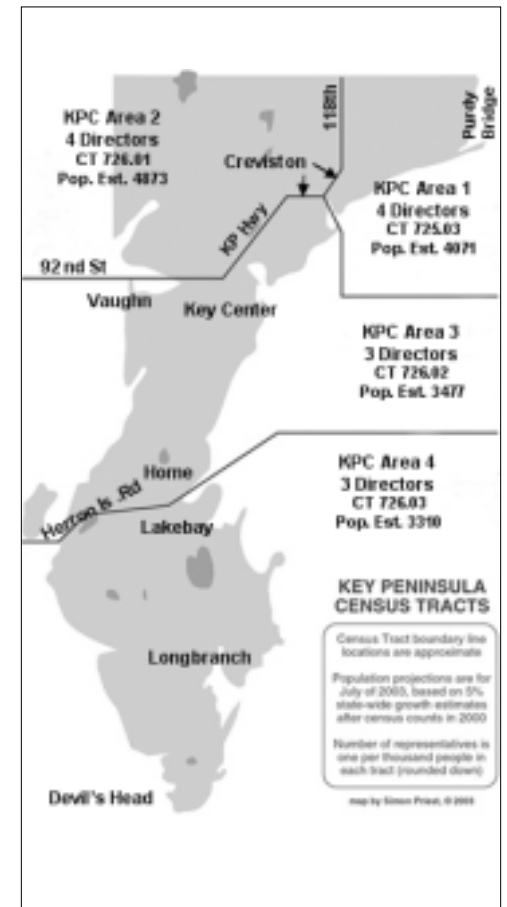 KPC Area 2
4 Directors
CT 726.01
Pop. Est. 4873
118th
Purdy
Bridge
Creviston
KPC Area 1
4 Directors
CT 725.03
Pop. Est. 4071
KP Hwy
92 nd St
Vaughn
Key Center
KPC Area 3
3 Directors
CT 726.02
Pop. Est. 3477
Home
Herron Is .Rd
KPC Area 4
3 Directors
CT 726.03
Pop. Est. 3310
Lakebay
KEY PENINSULA
CENSUS TRACTS
Census Tract boundary line
locations are approximate
Population projections are for
July of 2003, based on 5%
state-wide growth estimates
after census counts in 2000
Number of representatives is
one per thousand people in
each tract (rounded down)
Longbranch
Devil's Head
map by Simon Priest, © 2003